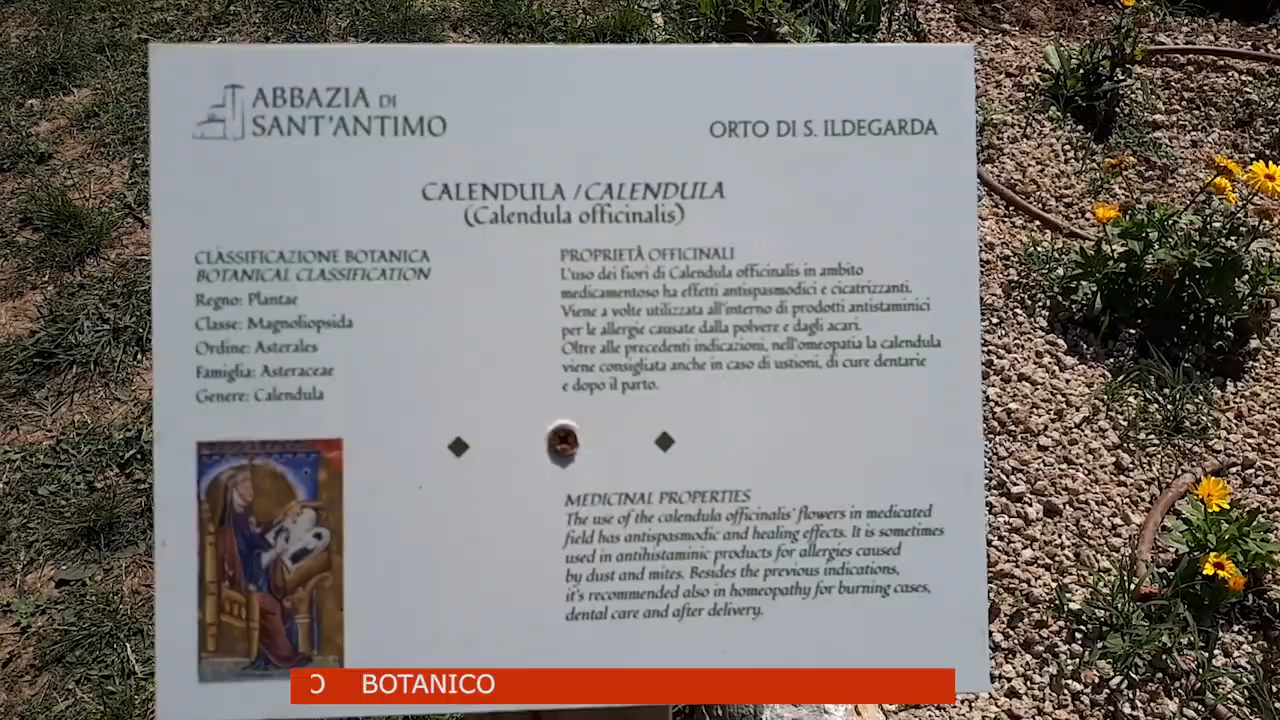 ABBAZIA DI
SANT'ANTIMO
ORTO DI S. ILDEGARDA
CALENDULA / CALENDULA
(Calendula officinalis)
CLASSIFICAZIONE BOTANICA
BOTANICAL CLASSIFICATION
Regno: Plantae
Classe: Magnoliopsida
Ordine: Asterales
Famiglia: Asteraceae
Genere: Calendula
PROPRIETÀ OFFICINALI
L'uso dei fiori di Calendula officinalis in ambito
medicamentoso ha effetti antispasmodici e cicatrizzanti.
Viene a volte utilizzata all'interno di prodotti antistaminici
per le allergie causate dalla polvere e dagli acari.
Oltre alle precedenti indicazioni, nell'omeopatia la calendula
viene consigliata anche in caso di ustioni, di cure dentarie
e dopo il parto.
MEDICINAL PROPERTIES
The use of the calendula officinalis' flowers in medicated
field has antispasmodic and healing effects. It is sometimes
used in antihistaminic products for allergies caused
by dust and mites. Besides the previous indications,
it's recommended also in homeopathy for burning cases,
dental care and after delivery.
BOTANICO